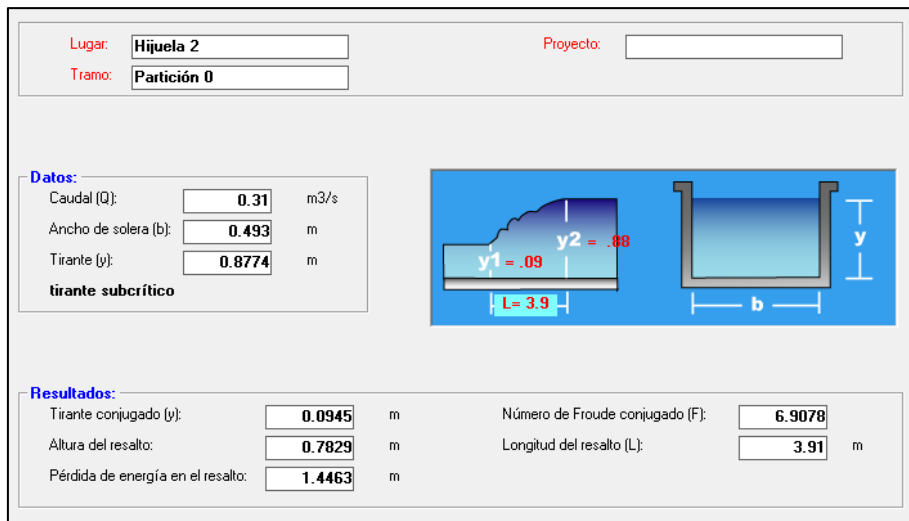 Lugar: Hijuela 2 Proyecto:
Tramo: Partición 0
Datos:
Caudal (Q): 0.31 m3/s
Ancho de solera (b): 0.493 m
Tirante (y): 0.8774 m
tirante subcrítico
y1 = .09
y2 = .88
L= 3.9
y
b
Resultados:
Tirante conjugado (y): 0.0945 m Número de Froude conjugado (F): 6.9078
Altura del resalto: 0.7829 m Longitud del resalto (L): 3.91 m
Pérdida de energía en el resalto: 1.4463 m